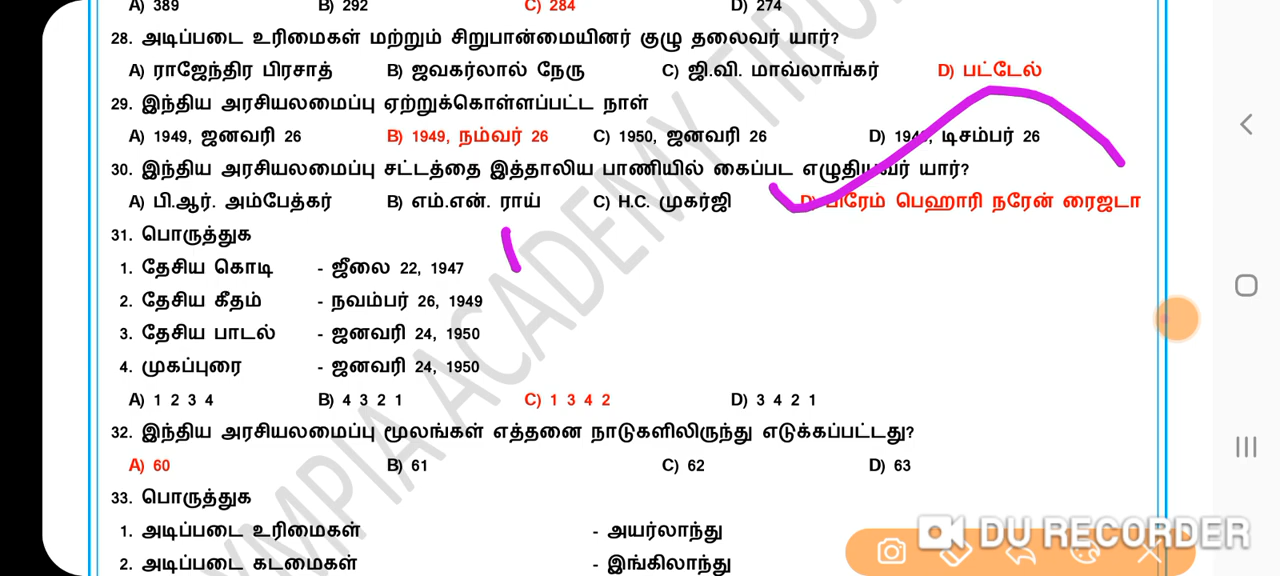 A) 389 B) 292 C) 284 D) 274
28. அடிப்படை உரிமைகள் மற்றும் சிறுபான்மையினர் குழு தலைவர் யார்?
A) ராஜேந்திர பிரசாத் B) ஜவகர்லால் நேரு C) ஜி.வி. மாவ்லாங்கர் D) பட்டேல்
29. இந்திய அரசியலமைப்பு ஏற்றுக்கொள்ளப்பட்ட நாள்
A) 1949, ஜனவரி 26 B) 1949, நம்வர் 26 C) 1950, ஜனவரி 26 D) டிசம்பர் 26
30. இந்திய அரசியலமைப்பு சட்டத்தை இத்தாலிய பாணியில் கைப்பட எழுதியவர் யார்?
A) பி.ஆர். அம்பேத்கர் B) எம்.என். ராய் C) H.C. முகர்ஜி D) பிரேம் பெஹாரி நரேன் ரைஜடா
31. பொருத்துக
1. தேசிய கொடி - ஜீலை 22, 1947
2. தேசிய கீதம் - நவம்பர் 26, 1949
3. தேசிய பாடல் - ஜனவரி 24, 1950
4. முகப்புரை - ஜனவரி 24, 1950
A) 1 2 3 4 B) 4 3 2 1 C) 1 3 4 2 D) 3 4 2 1
32. இந்திய அரசியலமைப்பு மூலங்கள் எத்தனை நாடுகளிலிருந்து எடுக்கப்பட்டது?
A) 60 B) 61 C) 62 D) 63
33. பொருத்துக
1. அடிப்படை உரிமைகள் - அயர்லாந்து
2. அடிப்படை கடமைகள் - இங்கிலாந்து
DU RECORDER